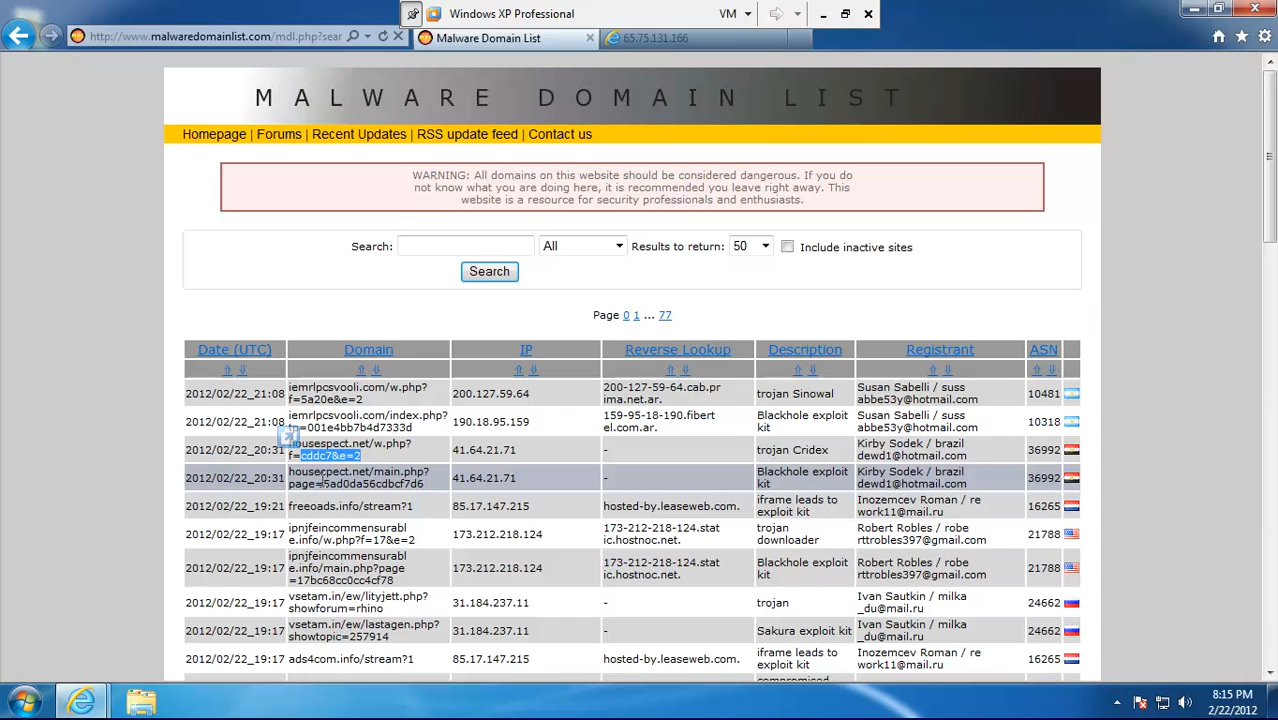 Windows XP Professional VM
http://www.malwaredomainlist.com/mdl.php?sear
Malware Domain List
65.75.131.166
MALWARE DOMAIN LIST
Homepage | Forums | Recent Updates | RSS update feed | Contact us
WARNING: All domains on this website should be considered dangerous. If you do
not know what you are doing here, it is recommended you leave right away. This
website is a resource for security professionals and enthusiasts.
Search: All Results to return: 50 Include inactive sites
Search
Page 0 1 ... 77
Date (UTC) Domain IP Reverse Lookup Description Registrant ASN
2012/02/22_21:08 iemrlpcsvooli.com/w.php? 200.127.59.64 200-127-59-64.cab.pr trojan Sinowal Susan Sabelli / suss 10481
f=5a20e&e=2 ima.net.ar. abbe53y@hotmail.com
2012/02/22_21:08 iemrlpcsvooli.com/index.php? 190.18.95.159 159-95-18-190.fibert Blackhole exploit Susan Sabelli / suss 10318
tp=001e4bb7b4d7333d el.com.ar. kit abbe53y@hotmail.com
2012/02/22_20:31 housespect.net/w.php? 41.64.21.71 - trojan Cridex Kirby Sodek / brazil 36992
f=cddc7&e=2 dewd1@hotmail.com
2012/02/22_20:31 housespect.net/main.php? 41.64.21.71 - Blackhole exploit Kirby Sodek / brazil 36992
page=5ad0da56cdbcf7d6 kit dewd1@hotmail.com
2012/02/22_19:21 freeoads.info/stream?1 85.17.147.215 hosted-by.leaseweb.com. iframe leads to Inozemcev Roman / re 16265
exploit kit work11@mail.ru
2012/02/22_19:17 ipnjfeincommensurabl 173.212.218.124 173-212-218-124.stat trojan Robert Robles / robe 21788
e.info/w.php?f=17&e=2 ic.hostnoc.net. downloader rttrobles397@gmail.com
2012/02/22_19:17 ipnjfeincommensurabl 173.212.218.124 173-212-218-124.stat Blackhole exploit Robert Robles / robe 21788
e.info/main.php?page ic.hostnoc.net. kit rttrobles397@gmail.com
=17bc68cc0cc4cf78
2012/02/22_19:17 vsetam.in/ew/lityjett.php? 31.184.237.11 - trojan Ivan Sautkin / milka 24662
showforum=rhino _du@mail.ru
2012/02/22_19:17 vsetam.in/ew/lastagen.php? 31.184.237.11 - Sakura exploit kit Ivan Sautkin / milka 24662
showtopic=257914 _du@mail.ru
2012/02/22_19:17 ads4com.info/stream?1 85.17.147.215 hosted-by.leaseweb.com. iframe leads to Inozemcev Roman / re 16265
exploit kit work11@mail.ru
compromised
8:15 PM
2/22/2012